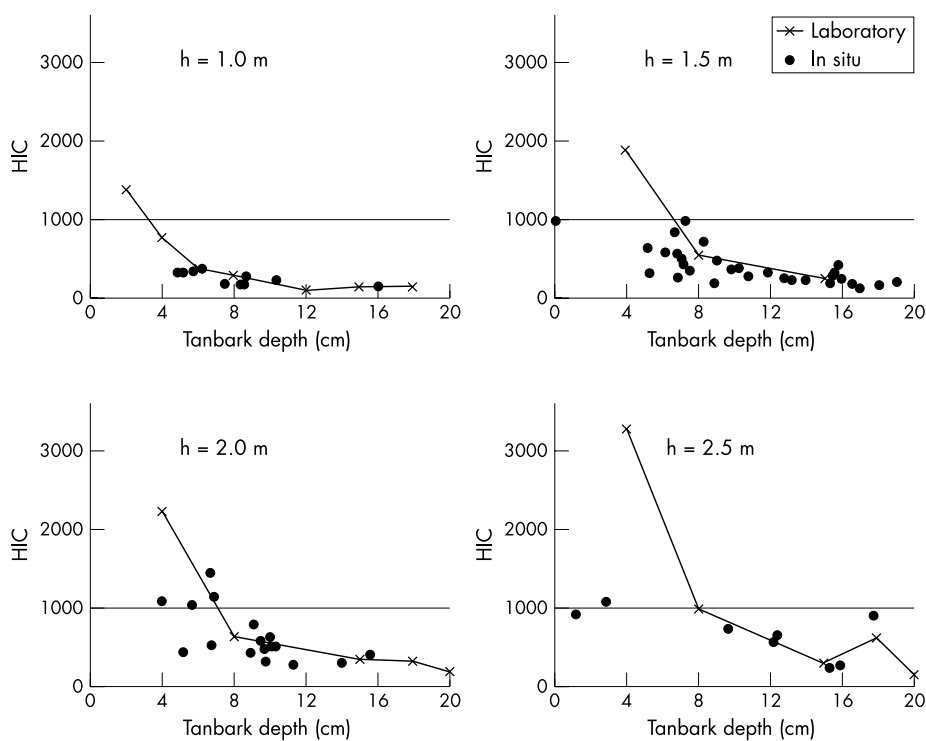 h = 1.0 m
HIC
3000
2000
1000
0
0 4 8 12 16 20
Tanbark depth (cm)
Laboratory
In situ
h = 1.5 m
HIC
3000
2000
1000
0
0 4 8 12 16 20
Tanbark depth (cm)
h = 2.0 m
HIC
3000
2000
1000
0
0 4 8 12 16 20
Tanbark depth (cm)
h = 2.5 m
HIC
3000
2000
1000
0
0 4 8 12 16 20
Tanbark depth (cm)